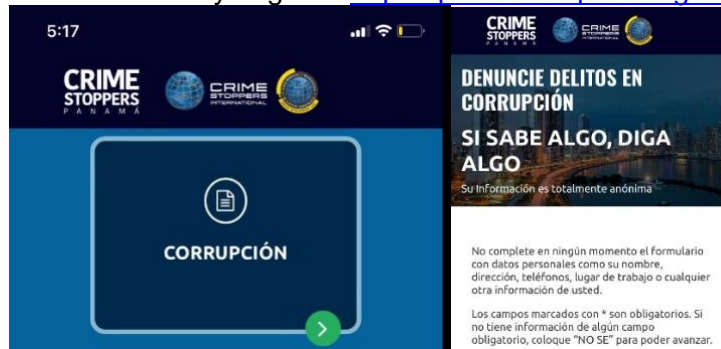 5:17
CRIME
STOPPERS
PANAMÁ
CRIME
STOPPERS
INTERNATIONAL
CORRUPCIÓN
CRIME
STOPPERS
PANAMÁ
CRIME
STOPPERS
DENUNCIE DELITOS EN
CORRUPCIÓN
SI SABE ALGO, DIGA
ALGO
Su Información es totalmente anónima
No complete en ningún momento el formulario
con datos personales como su nombre,
dirección, teléfonos, lugar de trabajo o cualquier
otra información de usted.
Los campos marcados con * son obligatorios. Si
no tiene información de algún campo
obligatorio, coloque "NO SE" para poder avanzar.